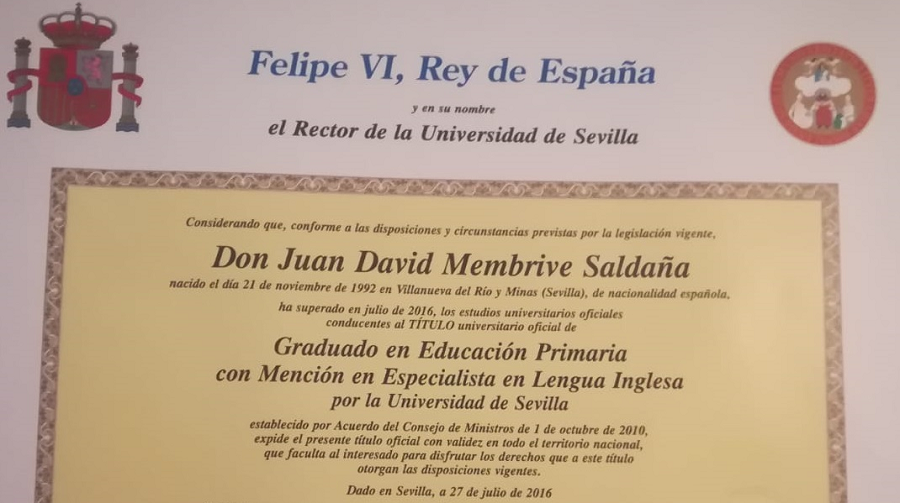 Felipe VI, Rey de España
y en su nombre
el Rector de la Universidad de Sevilla
Considerando que, conforme a las disposiciones y circunstancias previstas por la legislación vigente,
Don Juan David Membrive Saldaña
nacido el día 21 de noviembre de 1992 en Villanueva del Río y Minas (Sevilla), de nacionalidad española,
ha superado en julio de 2016, los estudios universitarios oficiales
conducentes al TÍTULO universitario oficial de
Graduado en Educación Primaria
con Mención en Especialista en Lengua Inglesa
por la Universidad de Sevilla
establecido por Acuerdo del Consejo de Ministros de 1 de octubre de 2010,
expide el presente título oficial con validez en todo el territorio nacional,
que faculta al interesado para disfrutar los derechos que a este título
otorgan las disposiciones vigentes.
Dado en Sevilla, a 27 de julio de 2016